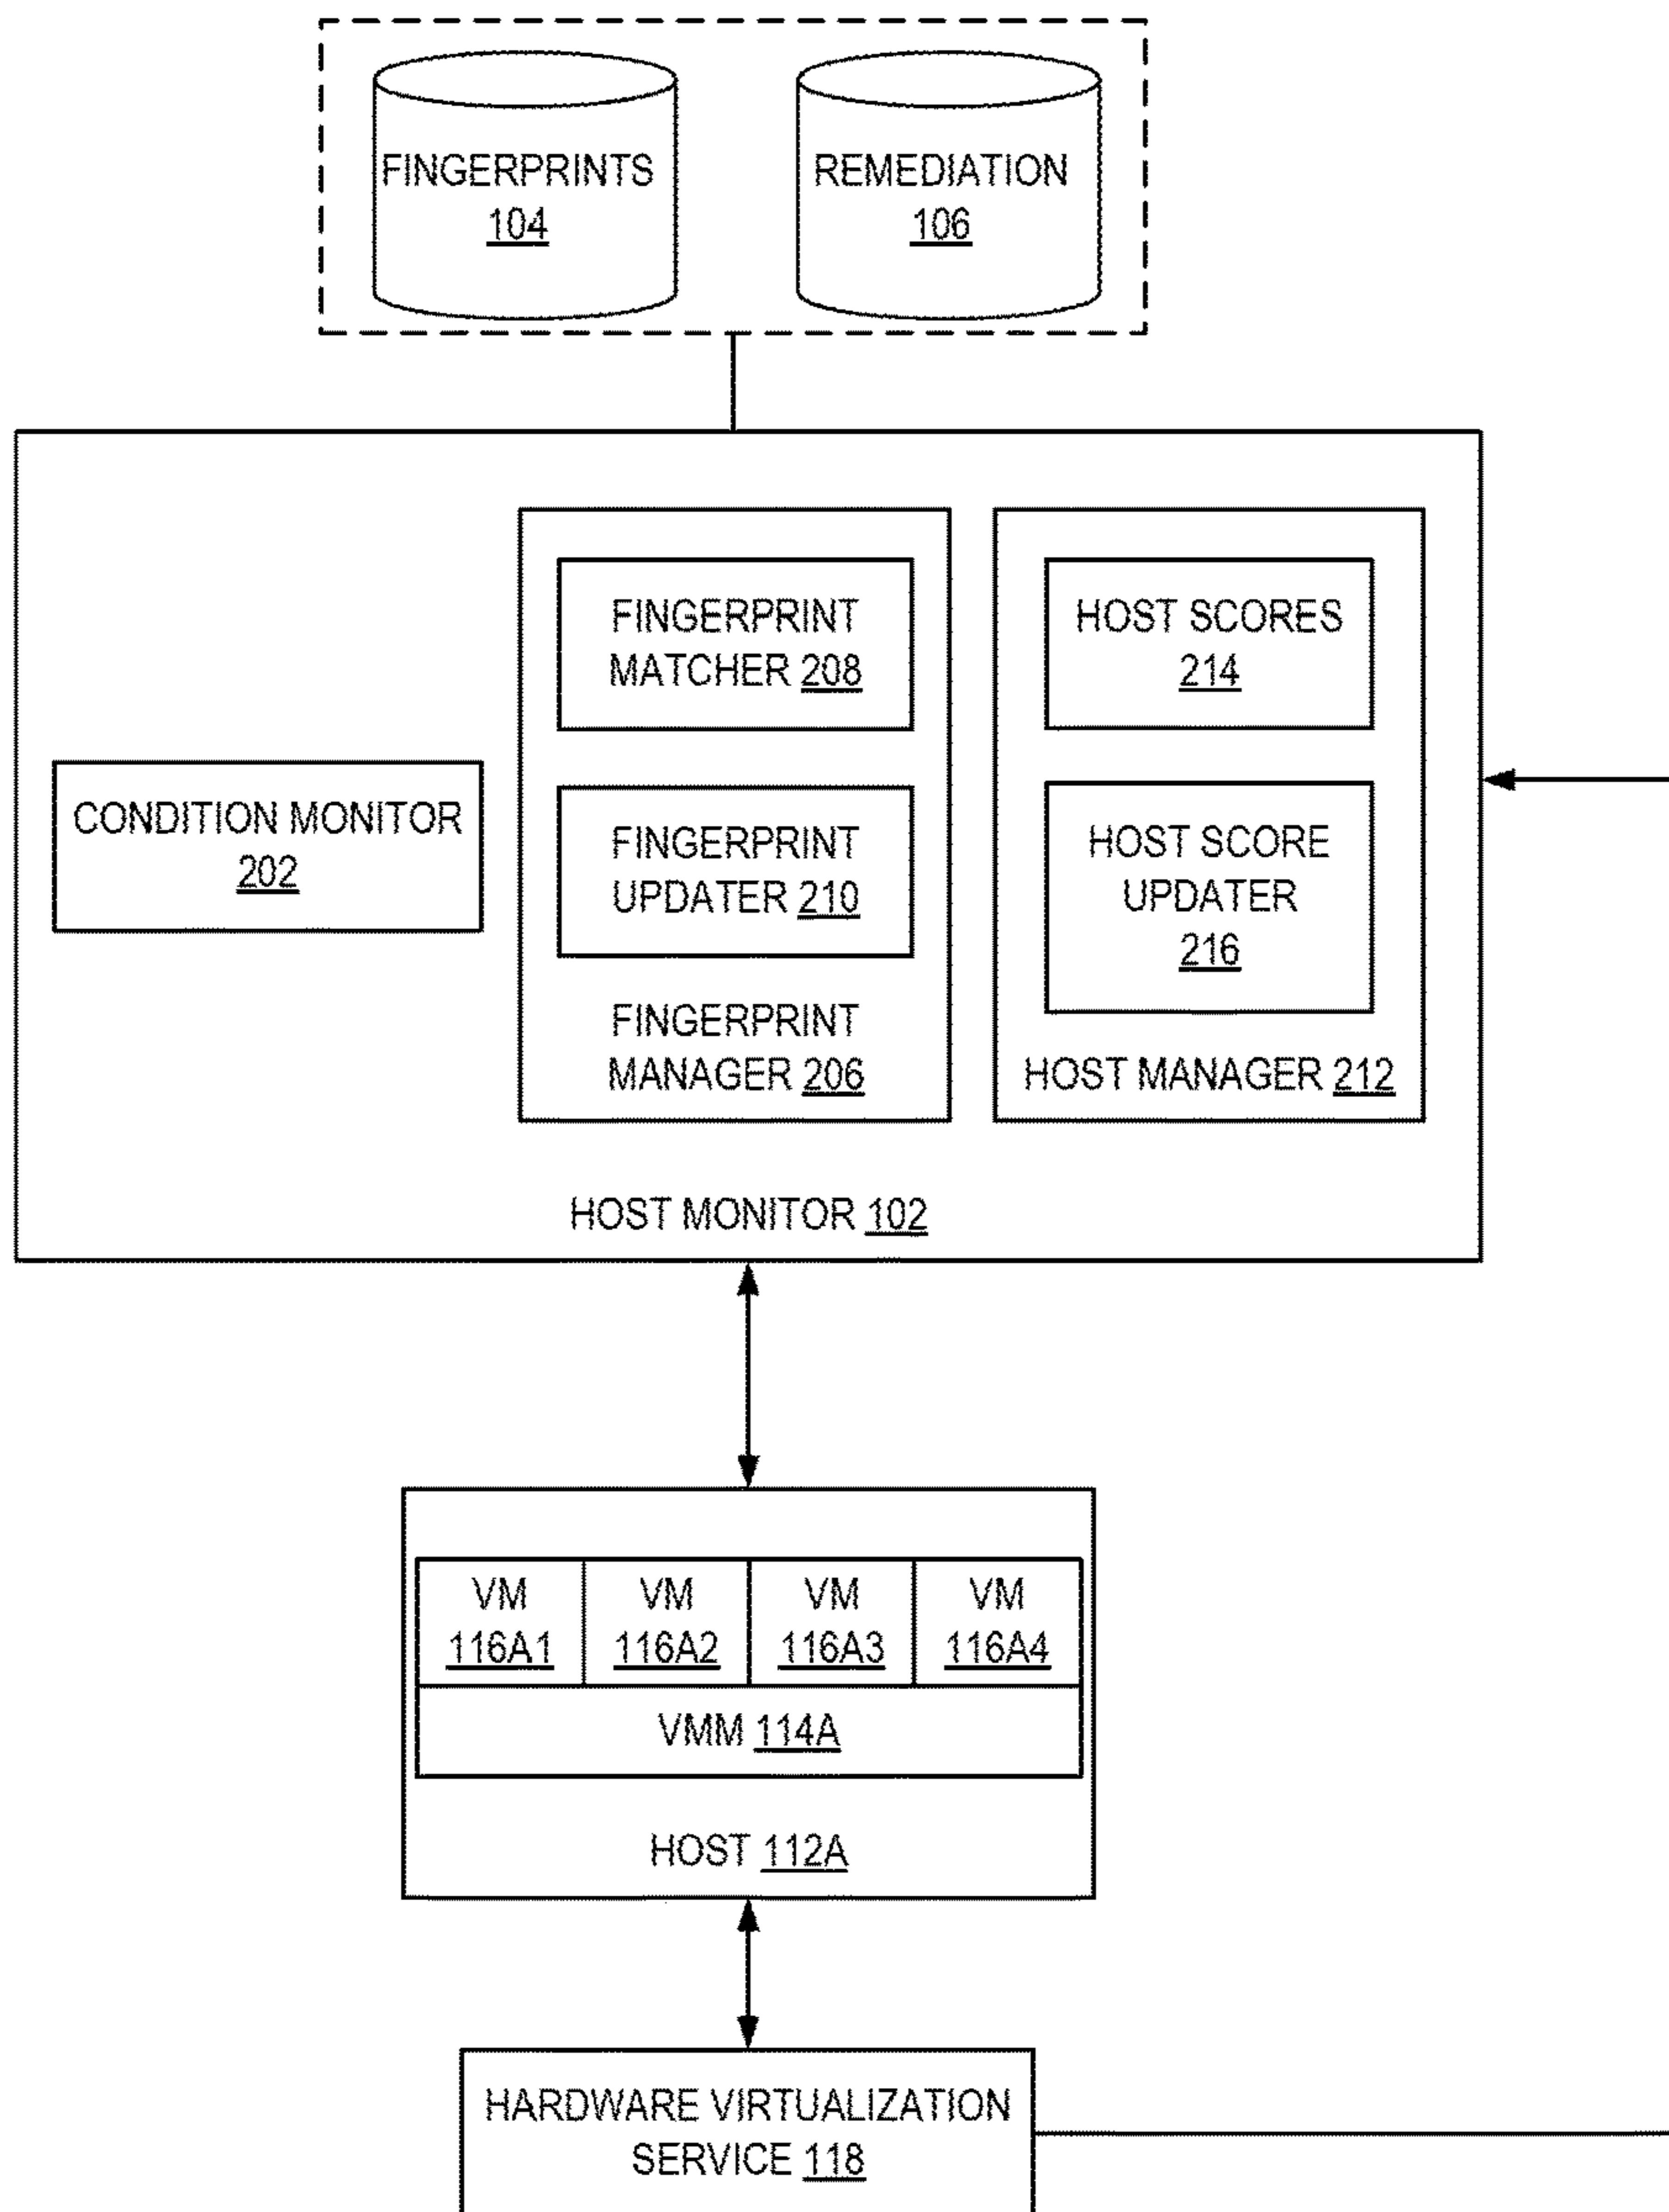 FINGERPRINTS
104
REMEDIATION
106
FINGERPRINT
MATCHER 208
HOST SCORES
214
CONDITION MONITOR
202
FINGERPRINT
UPDATER 210
HOST SCORE
UPDATER
216
FINGERPRINT
MANAGER 206
HOST MANAGER 212
HOST MONITOR 102
VM
116A1
VM
116A2
VM
116A3
VM
116A4
VMM 114A
HOST 112A
HARDWARE VIRTUALIZATION
SERVICE 118